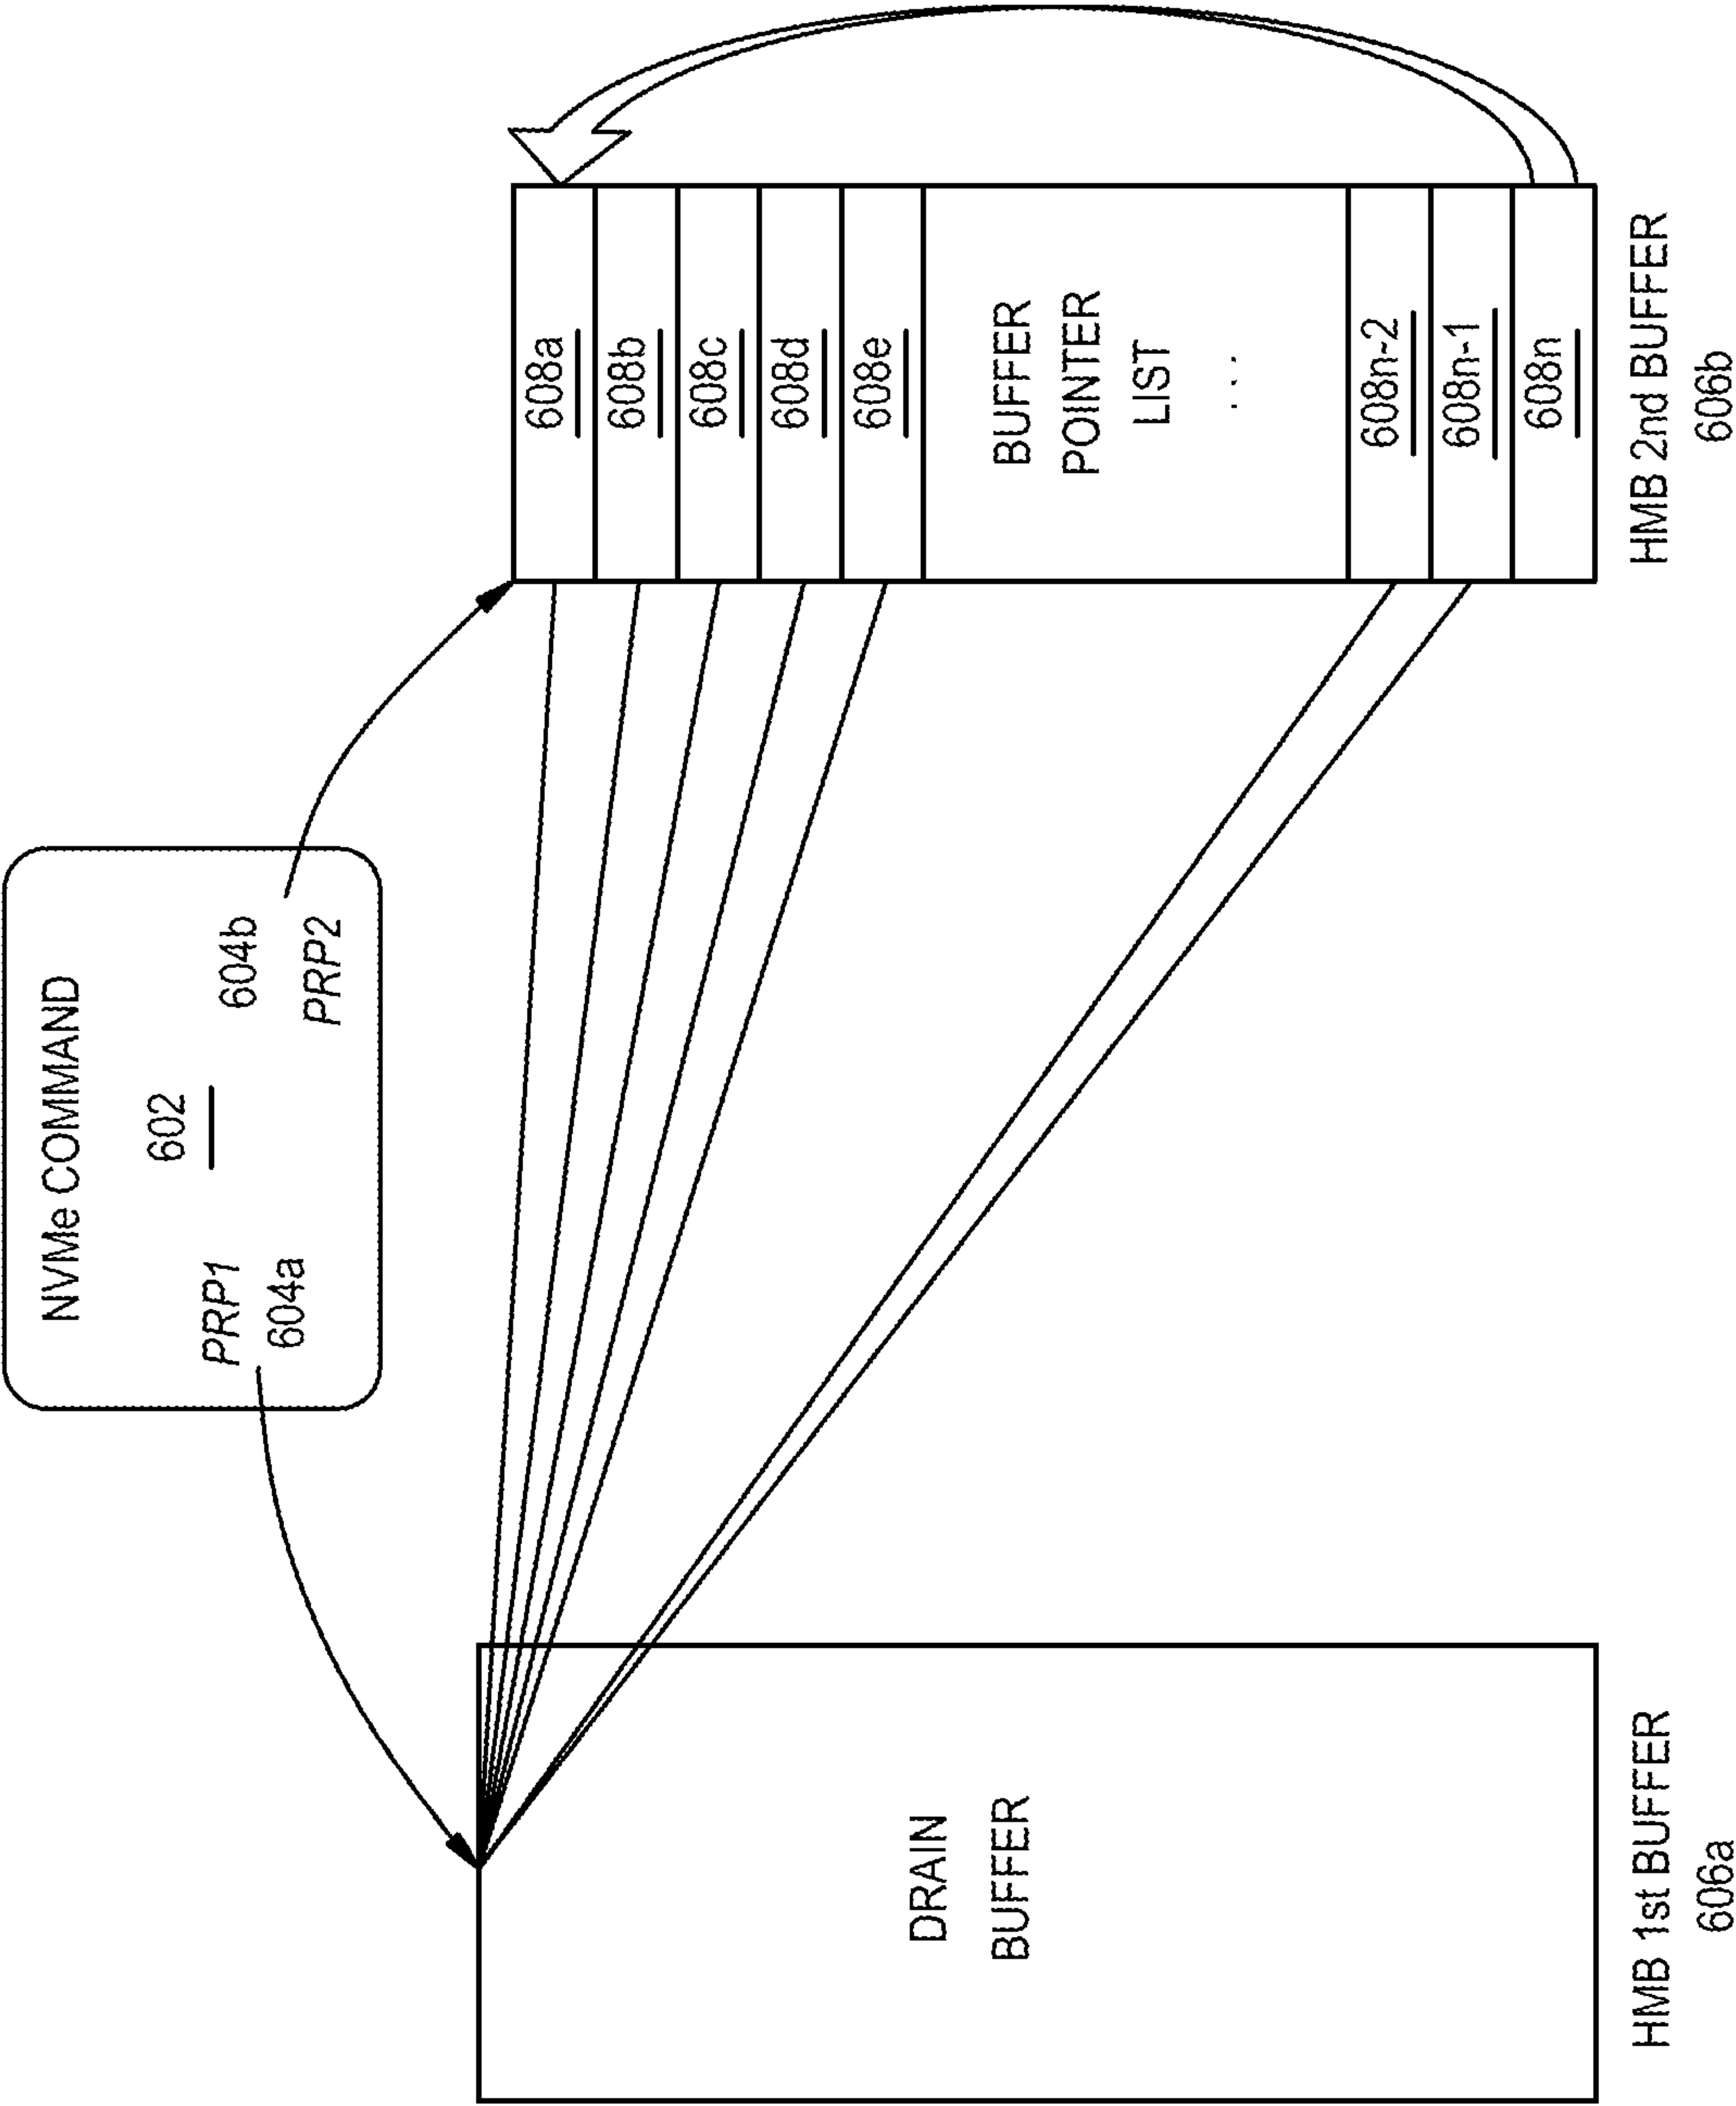 NVMe COMMAND
602
PRP1
604a
604b
PRP2
608a
608b
608c
608d
608e
BUFFER
POINTER
LIST
. . .
608n-2
608n-1
608n
DRAIN
BUFFER
HMB 1st BUFFER
606a
HMB 2nd BUFFER
606b